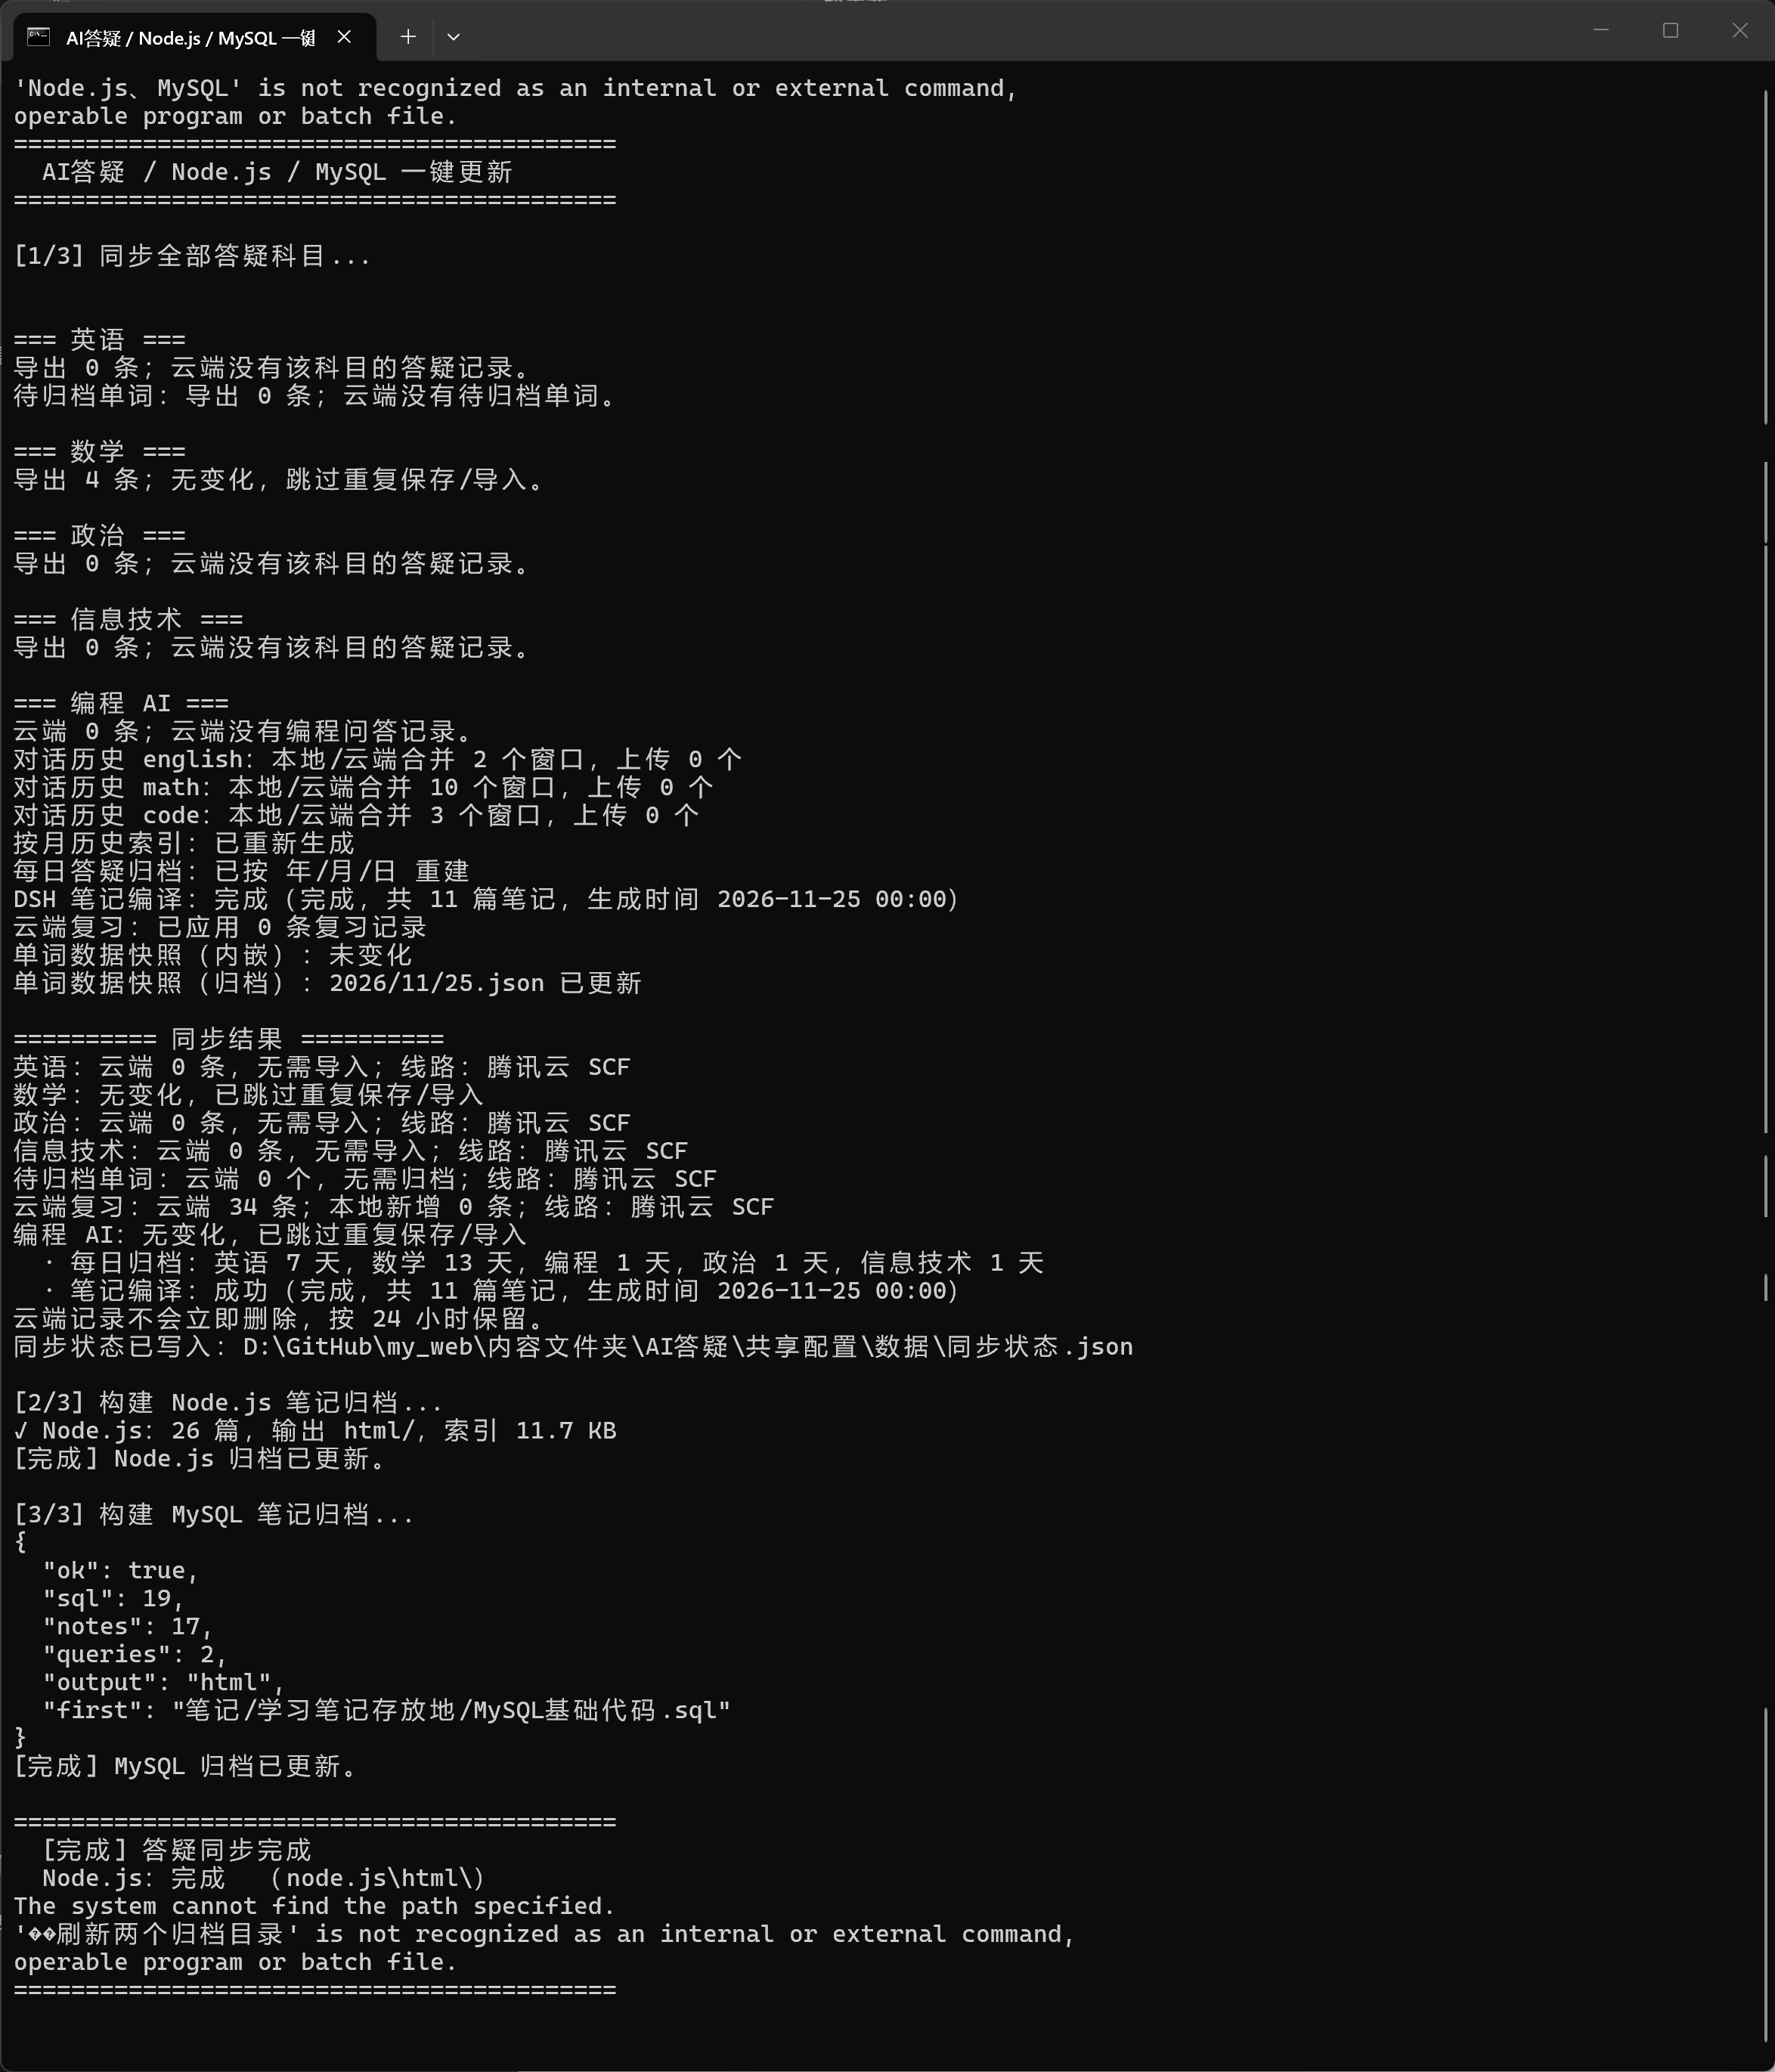 AI答疑 / Node.js / MySQL 一键
'Node.js、MySQL' is not recognized as an internal or external command,
operable program or batch file.
==========================================
  AI答疑 / Node.js / MySQL 一键更新
==========================================
[1/3] 同步全部答疑科目...
=== 英语 ===
导出 0 条；云端没有该科目的答疑记录。
待归档单词：导出 0 条；云端没有待归档单词。
=== 数学 ===
导出 4 条；无变化，跳过重复保存/导入。
=== 政治 ===
导出 0 条；云端没有该科目的答疑记录。
=== 信息技术 ===
导出 0 条；云端没有该科目的答疑记录。
=== 编程 AI ===
云端 0 条；云端没有编程问答记录。
对话历史 english：本地/云端合并 2 个窗口，上传 0 个
对话历史 math：本地/云端合并 10 个窗口，上传 0 个
对话历史 code：本地/云端合并 3 个窗口，上传 0 个
按月历史索引：已重新生成
每日答疑归档：已按 年/月/日 重建
DSH 笔记编译：完成（完成，共 11 篇笔记，生成时间 2026-11-25 00:00）
云端复习：已应用 0 条复习记录
单词数据快照（内嵌）：未变化
单词数据快照（归档）：2026/11/25.json 已更新
========== 同步结果 ==========
英语：云端 0 条，无需导入；线路：腾讯云 SCF
数学：无变化，已跳过重复保存/导入
政治：云端 0 条，无需导入；线路：腾讯云 SCF
信息技术：云端 0 条，无需导入；线路：腾讯云 SCF
待归档单词：云端 0 个，无需归档；线路：腾讯云 SCF
云端复习：云端 34 条；本地新增 0 条；线路：腾讯云 SCF
编程 AI：无变化，已跳过重复保存/导入
  · 每日归档：英语 7 天，数学 13 天，编程 1 天，政治 1 天，信息技术 1 天
  · 笔记编译：成功（完成，共 11 篇笔记，生成时间 2026-11-25 00:00）
云端记录不会立即删除，按 24 小时保留。
同步状态已写入：D:\GitHub\my_web\内容文件夹\AI答疑\共享配置\数据\同步状态.json
[2/3] 构建 Node.js 笔记归档...
✓ Node.js：26 篇，输出 html/，索引 11.7 KB
[完成] Node.js 归档已更新。
[3/3] 构建 MySQL 笔记归档...
{
  "ok": true,
  "sql": 19,
  "notes": 17,
  "queries": 2,
  "output": "html",
  "first": "笔记/学习笔记存放地/MySQL基础代码.sql"
}
[完成] MySQL 归档已更新。
==========================================
  [完成] 答疑同步完成
  Node.js：完成  （node.js\html\）
The system cannot find the path specified.
'��刷新两个归档目录' is not recognized as an internal or external command,
operable program or batch file.
==========================================